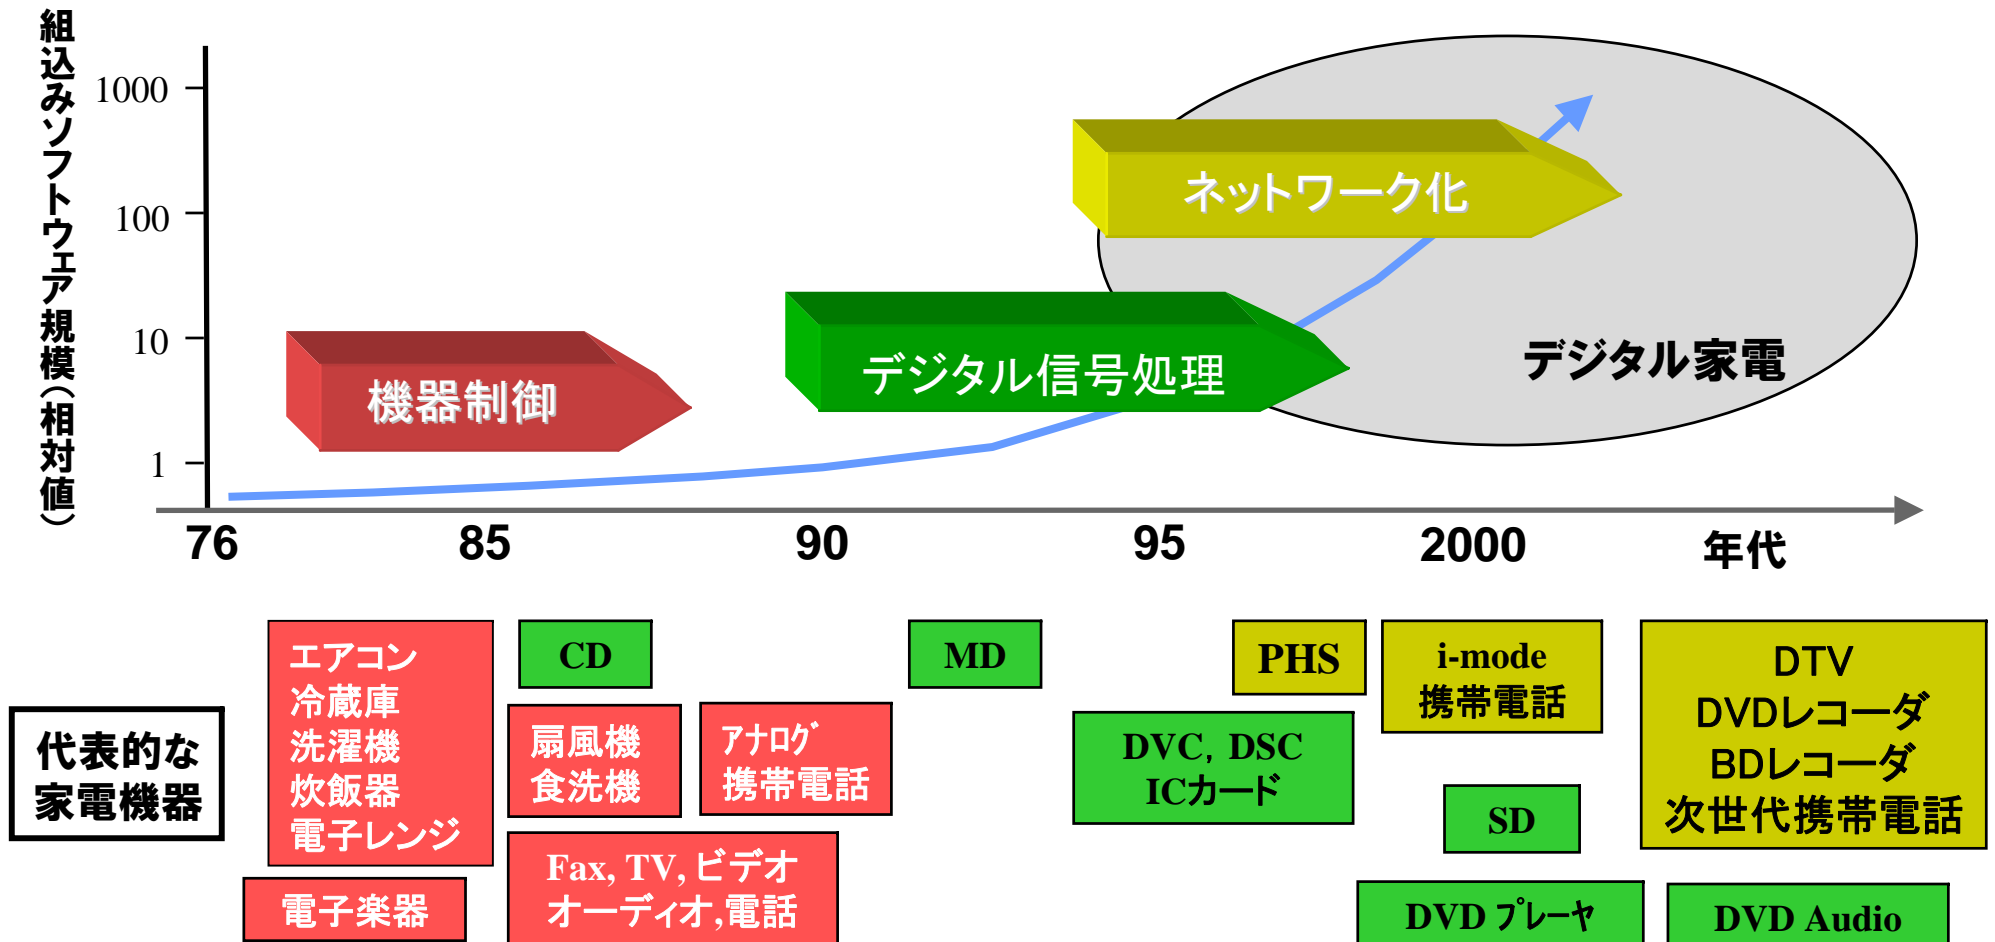 組込みソフトウェア規模(相対値)
1000
100
10
1
ネットワーク化
デジタル信号処理
機器制御
デジタル家電
76
85
90
95
2000
年代
代表的な
家電機器
エアコン
冷蔵庫
洗濯機
炊飯器
電子レンジ
電子楽器
CD
扇風機
食洗機
アナログ
携帯電話
Fax, TV, ビデオ
オーディオ,電話
MD
PHS
DVC, DSC
ICカード
i-mode
携帯電話
SD
DVD プレーヤ
DTV
DVDレコーダ
BDレコーダ
次世代携帯電話
DVD Audio